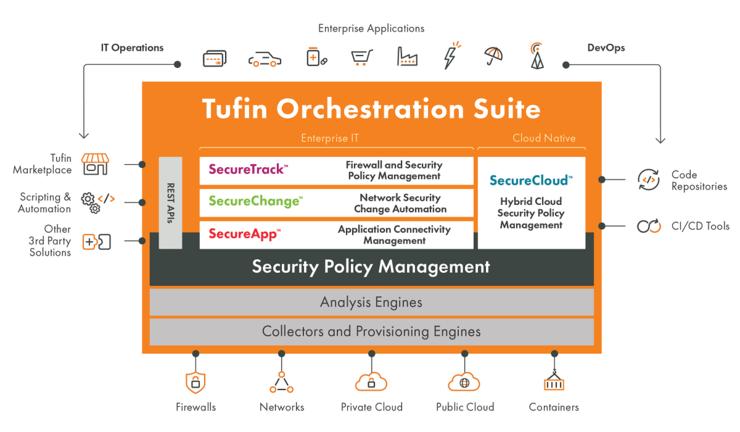 Enterprise Applications
IT Operations
DevOps
Tufin Orchestration Suite
Enterprise IT
Cloud Native
Tufin
Marketplace
Scripting &
Automation
Other
3rd Party
Solutions
REST APIs
SecureTrack™
Firewall and Security
Policy Management
SecureChange™
Network Security
Change Automation
SecureApp™
Application Connectivity
Management
SecureCloud™
Hybrid Cloud
Security Policy
Management
Code
Repositories
CI/CD Tools
Security Policy Management
Analysis Engines
Collectors and Provisioning Engines
Firewalls
Networks
Private Cloud
Public Cloud
Containers